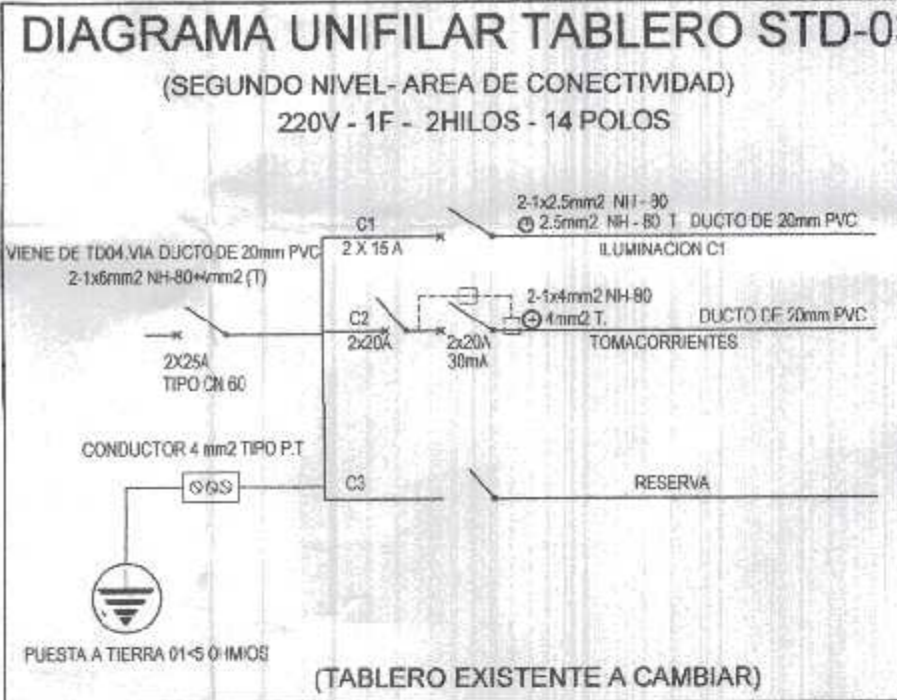 DIAGRAMA UNIFILAR TABLERO STD-0
(SEGUNDO NIVEL- AREA DE CONECTIVIDAD)
220V - 1F - 2HILOS - 14 POLOS
2-1x2.5mm2 NH - 80
C1
2.5mm2 NH - 80 T DUCTO DE 20mm PVC
VIENE DE TD04.VIA DUCTO DE 20mm PVC
2 X 15 A
ILUMINACION C1
2-1x6mm2 NH-80+4mm2 (T)
2-1x4mm2 NH-80
C2
4mm2 T.
DUCTO DE 20mm PVC
2x20A
2x20A
TOMACORRIENTES
30mA
2X25A
TIPO CN 60
CONDUCTOR 4 mm2 TIPO P.T
C3
RESERVA
PUESTA A TIERRA 01<5 OHMIOS
(TABLERO EXISTENTE A CAMBIAR)